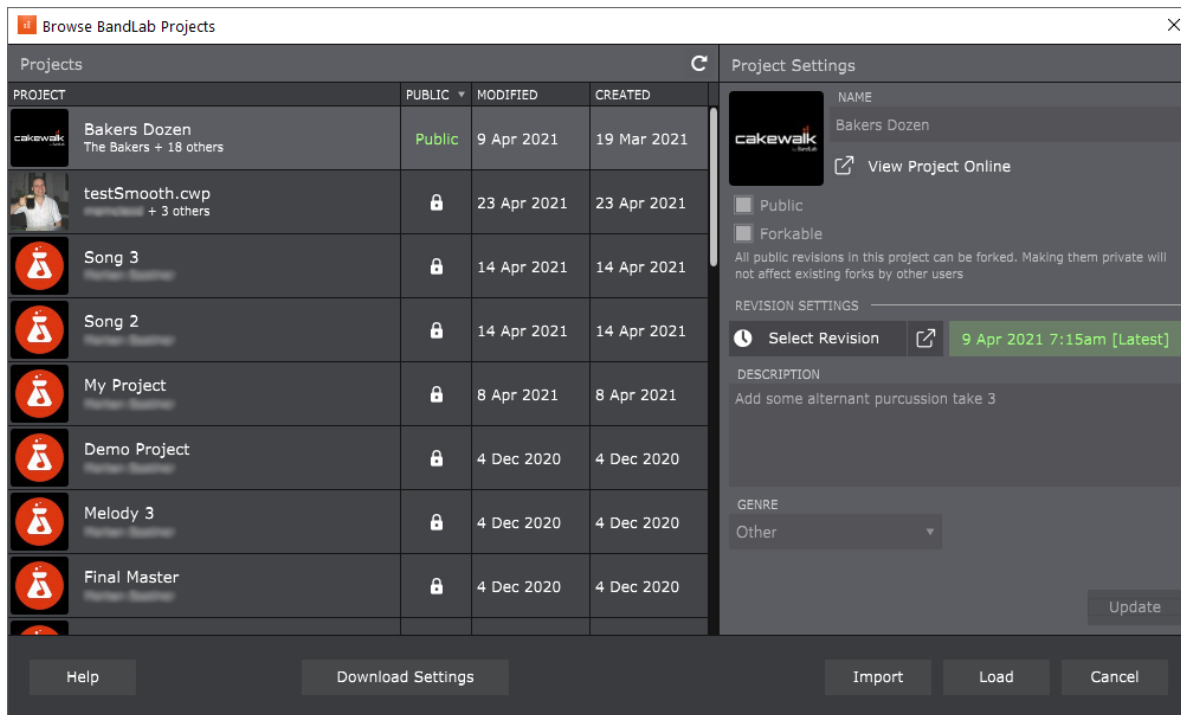 Browse BandLab Projects
Projects
PROJECT PUBLIC MODIFIED CREATED
cakewalk
Bakers Dozen
The Bakers + 18 others
Public 9 Apr 2021 19 Mar 2021
testSmooth.cwp
+ 3 others
23 Apr 2021 23 Apr 2021
Song 3
14 Apr 2021 14 Apr 2021
Song 2
14 Apr 2021 14 Apr 2021
My Project
8 Apr 2021 8 Apr 2021
Demo Project
4 Dec 2020 4 Dec 2020
Melody 3
4 Dec 2020 4 Dec 2020
Final Master
4 Dec 2020 4 Dec 2020
Project Settings
cakewalk
by BandLab
NAME
Bakers Dozen
View Project Online
Public
Forkable
All public revisions in this project can be forked. Making them private will
not affect existing forks by other users
REVISION SETTINGS
Select Revision 9 Apr 2021 7:15am [Latest]
DESCRIPTION
Add some alternant purcussion take 3
GENRE
Other
Update
Help Download Settings Import Load Cancel